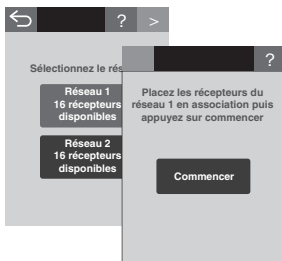 ?
>
Sélectionnez le rés
Réseau 1
16 récepteurs
disponibles
Réseau 2
16 récepteurs
disponibles
?
Placez les récepteurs du
réseau 1 en association puis
appuyez sur commencer
Commencer